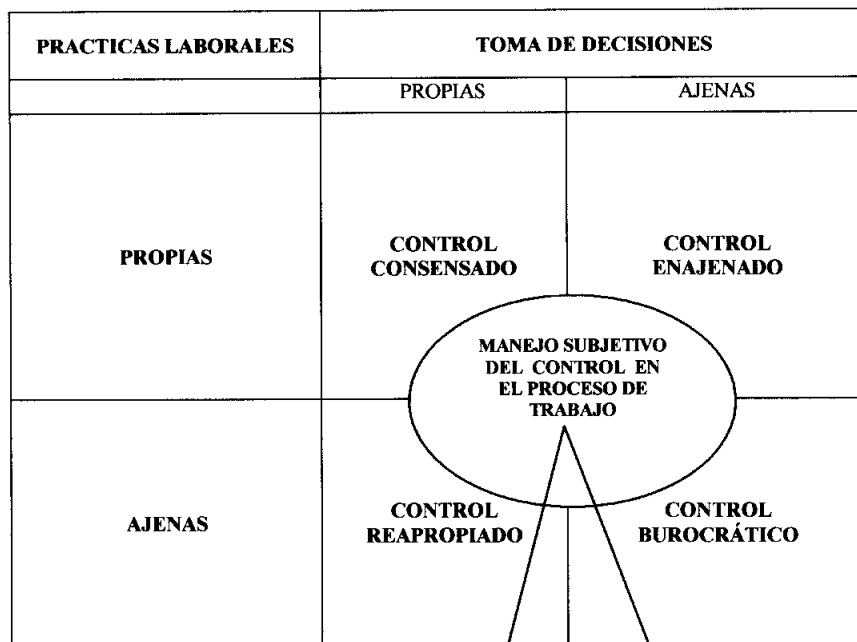 PRACTICAS LABORALES
TOMA DE DECISIONES
PROPIAS
AJENAS
PROPIAS
CONTROL
CONSENSADO
CONTROL
ENAJENADO
MANEJO SUBJETIVO
DEL CONTROL EN
EL PROCESO DE
TRABAJO
AJENAS
CONTROL
REAPROPIADO
CONTROL
BUROCRÁTICO